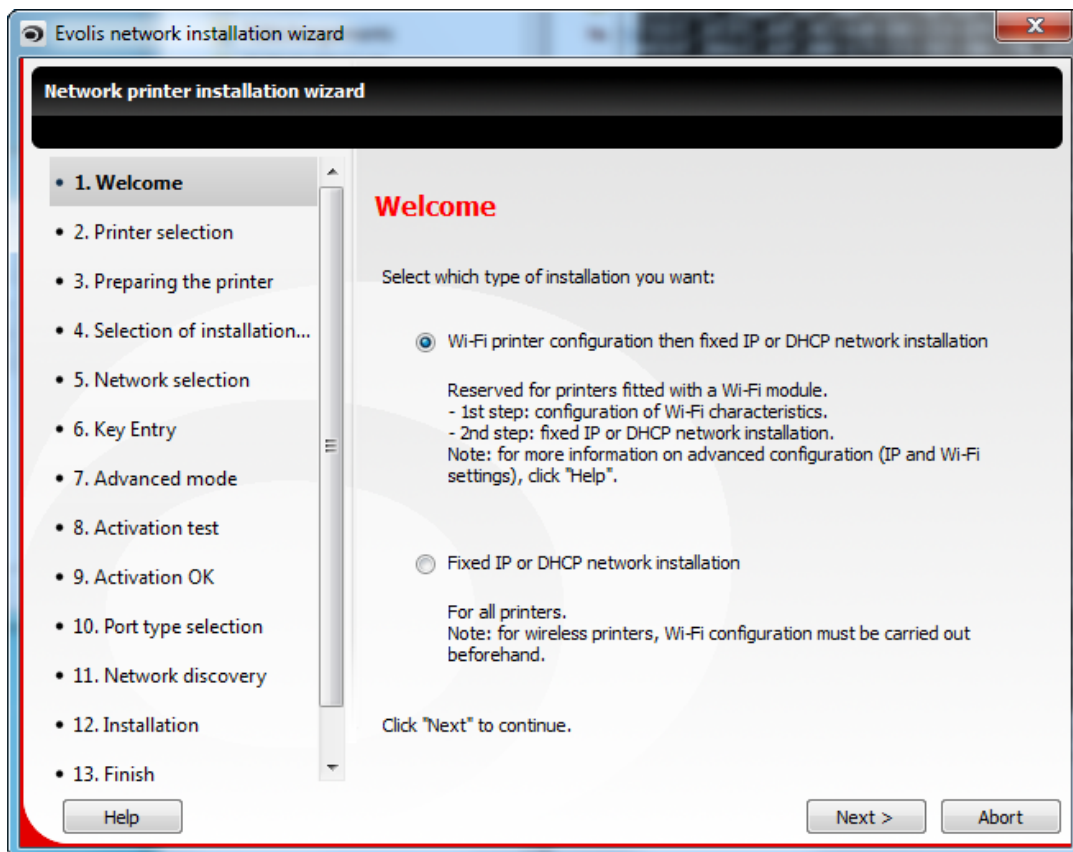 Evolis network installation wizard
Network printer installation wizard
• 1. Welcome
• 2. Printer selection
• 3. Preparing the printer
• 4. Selection of installation...
• 5. Network selection
• 6. Key Entry
• 7. Advanced mode
• 8. Activation test
• 9. Activation OK
• 10. Port type selection
• 11. Network discovery
• 12. Installation
• 13. Finish
Welcome
Select which type of installation you want:
Wi-Fi printer configuration then fixed IP or DHCP network installation
Reserved for printers fitted with a Wi-Fi module.
- 1st step: configuration of Wi-Fi characteristics.
- 2nd step: fixed IP or DHCP network installation.
Note: for more information on advanced configuration (IP and Wi-Fi
settings), click "Help".
Fixed IP or DHCP network installation
For all printers.
Note: for wireless printers, Wi-Fi configuration must be carried out
beforehand.
Click "Next" to continue.
Help
Next >
Abort